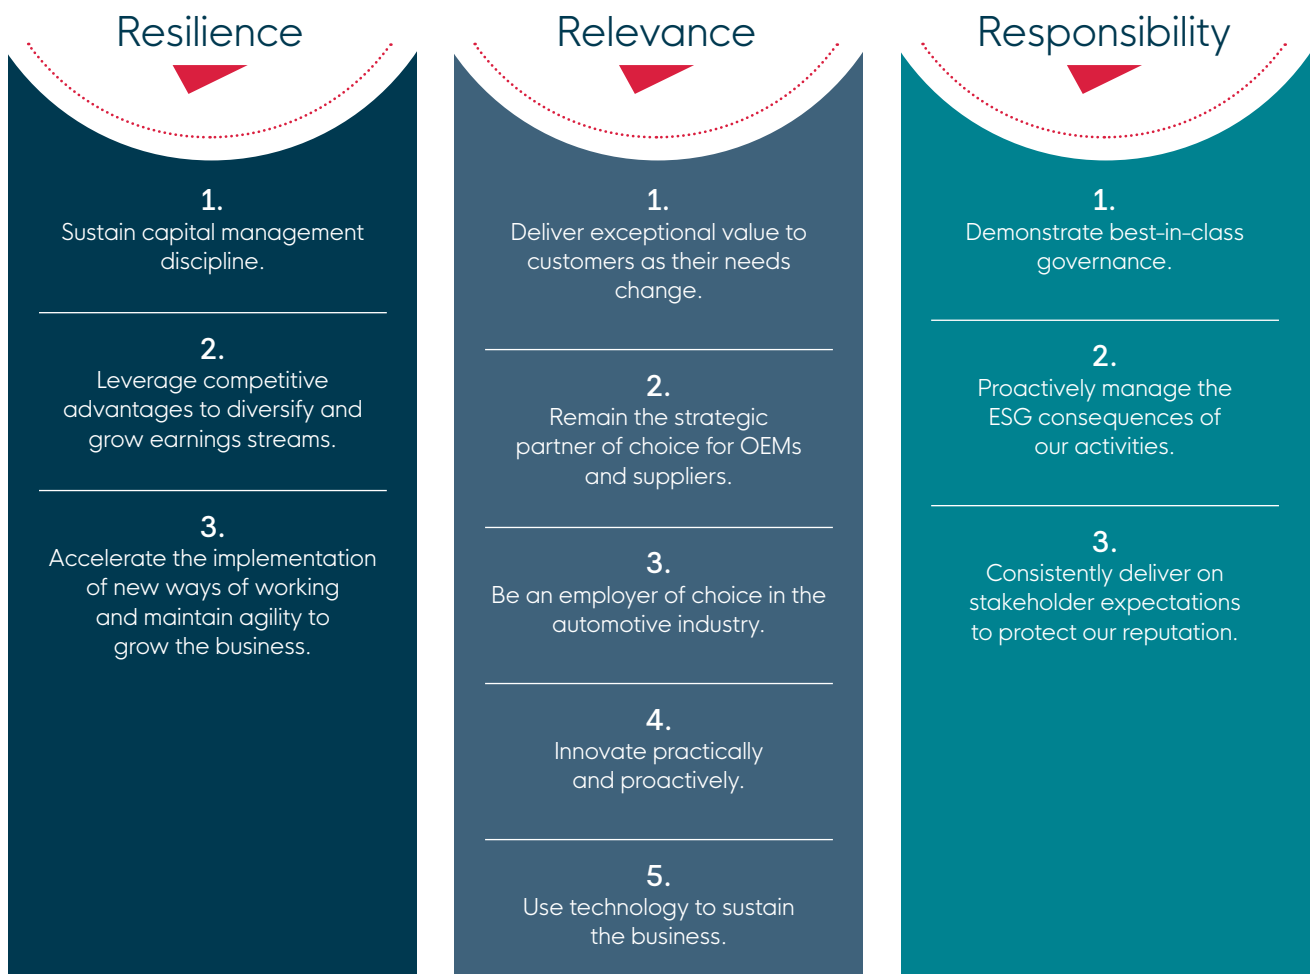 Resilience
1.
Sustain capital management
discipline.
2.
Leverage competitive
advantages to diversify and
grow earnings streams.
3.
Accelerate the implementation
of new ways of working
and maintain agility to
grow the business.
Relevance
1.
Deliver exceptional value to
customers as their needs
change.
2.
Remain the strategic
partner of choice for OEMs
and suppliers.
3.
Be an employer of choice in the
automotive industry.
4.
Innovate practically
and proactively.
5.
Use technology to sustain
the business.
Responsibility
1.
Demonstrate best-in-class
governance.
2.
Proactively manage the
ESG consequences of
our activities.
3.
Consistently deliver on
stakeholder expectations
to protect our reputation.